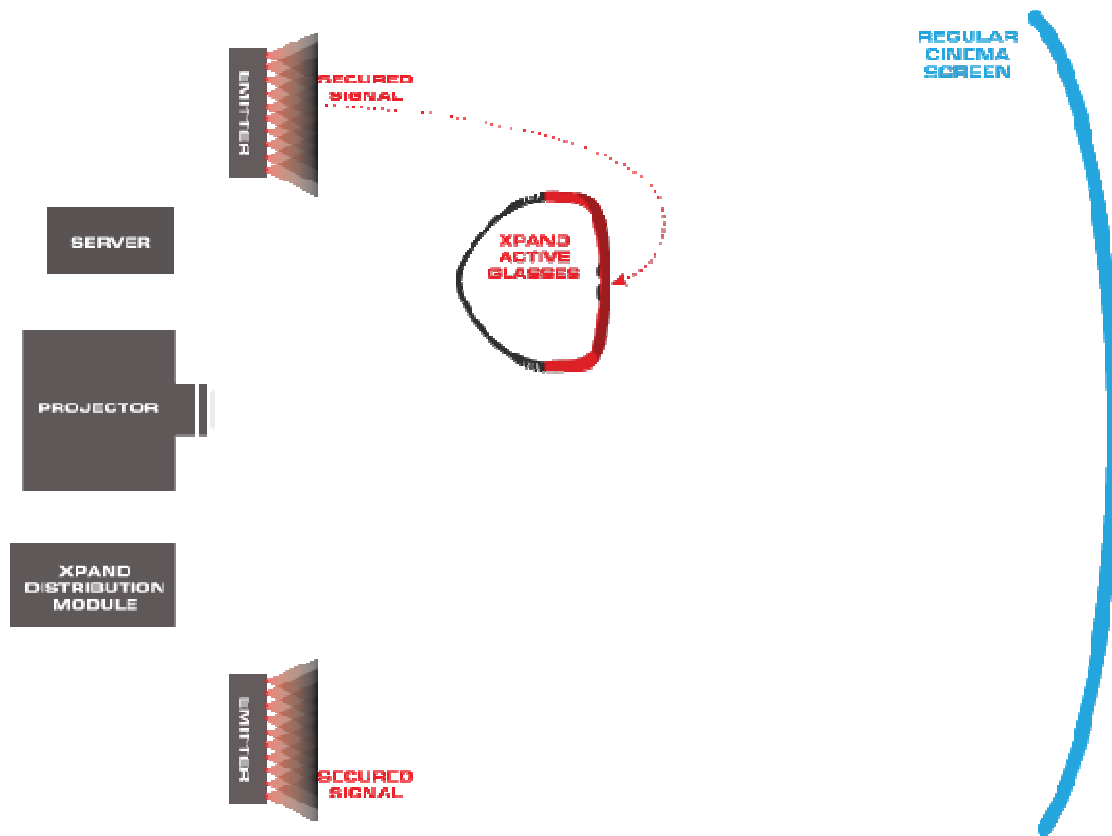 REGULAR
CINEMA
SCREEN
EMITTER
SECURED
SIGNAL
SERVER
XPAND
ACTIVE
GLASSES
PROJECTOR
XPAND
DISTRIBUTION
MODULE
EMITTER
SECURED
SIGNAL